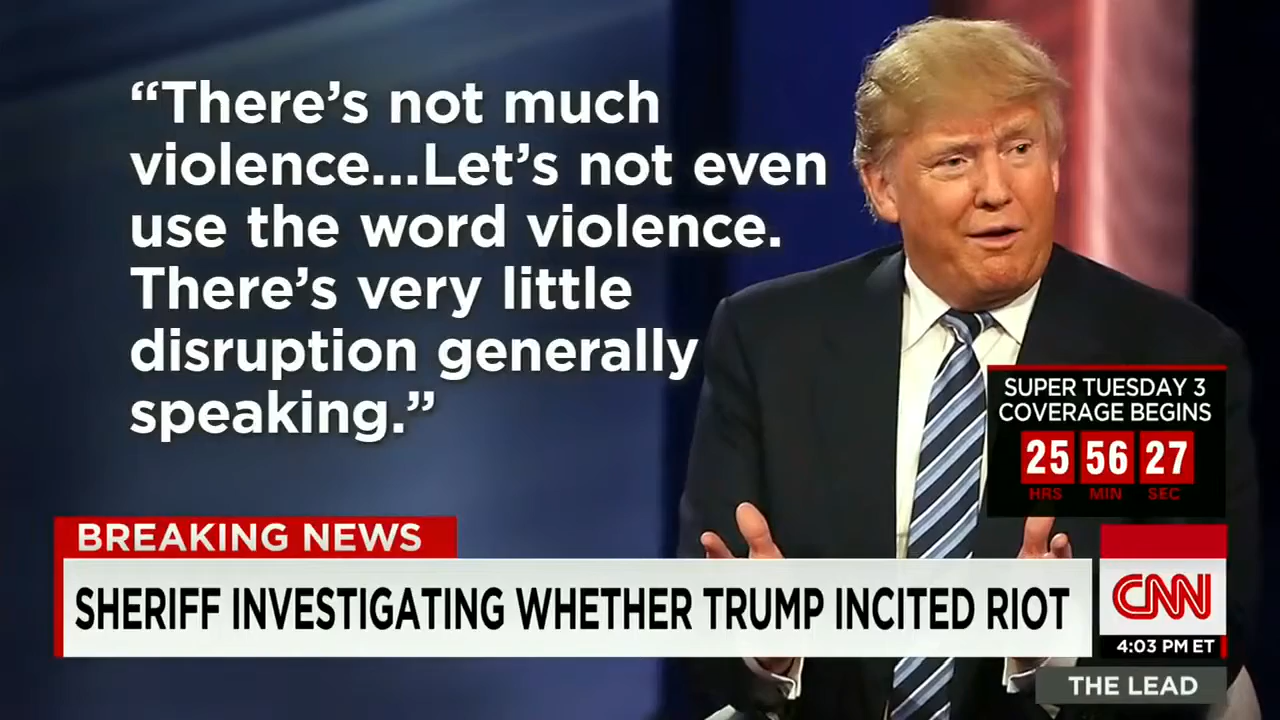 “There’s not much
violence...Let’s not even
use the word violence.
There’s very little
disruption generally
speaking.”
SUPER TUESDAY 3
COVERAGE BEGINS
25 56 27
HRS MIN SEC
BREAKING NEWS
SHERIFF INVESTIGATING WHETHER TRUMP INCITED RIOT
CNN
4:03 PM ET
THE LEAD